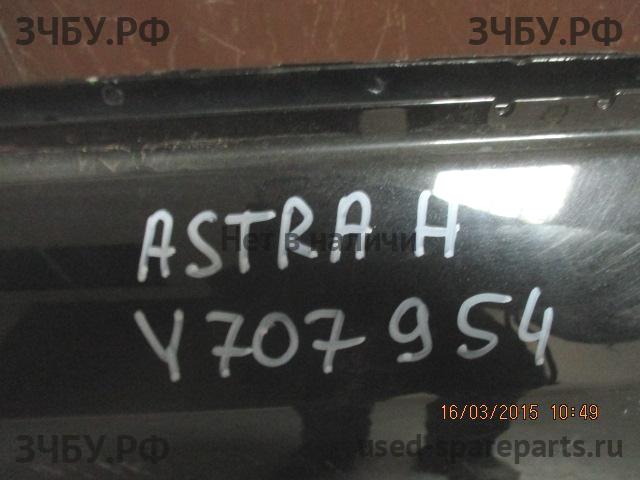 ЗЧБУ.РФ ЗЧБУ.РФ
ASTRA H
Нет в наличии
Y707954
16/03/2015 10:49
ЗЧБУ.РФ used-spareparts.ru